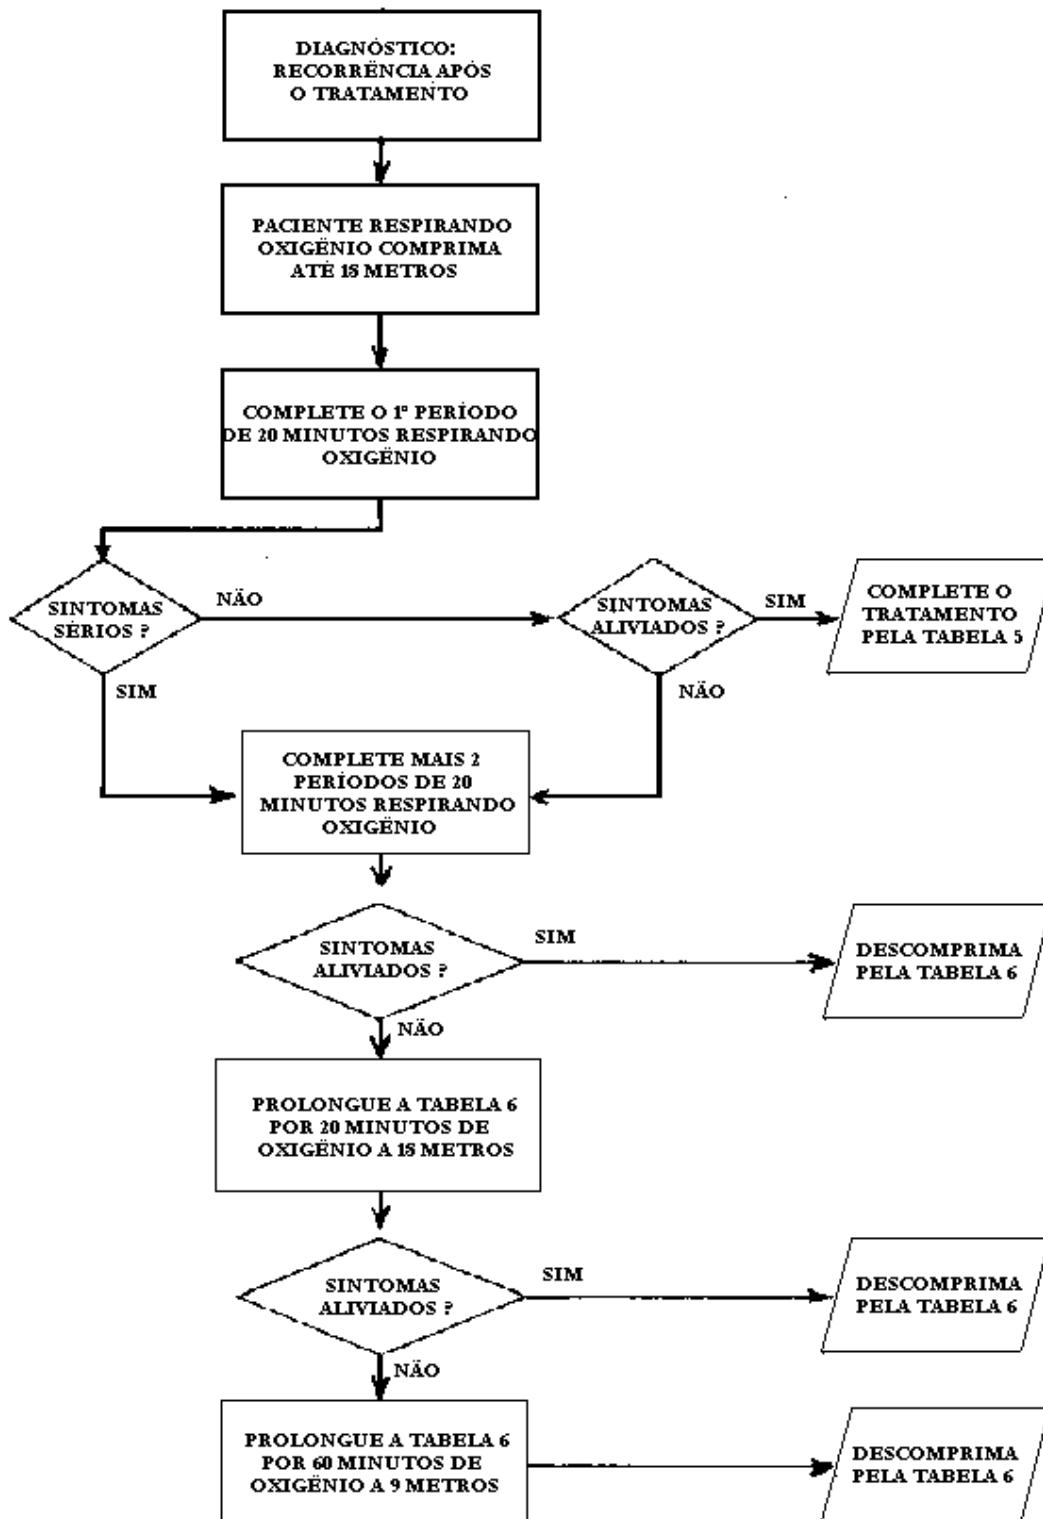 DIAGNÓSTICO:
RECORRÊNCIA APÓS
O TRATAMENTO
PACIENTE RESPIRANDO
OXIGÊNIO COMPRIMA
ATÉ 18 METROS
COMPLETE O 1º PERÍODO
DE 20 MINUTOS RESPIRANDO
OXIGÊNIO
SINTOMAS
SÉRIOS ?
NÃO
SIM
SINTOMAS
ALIVIADOS ?
SIM
NÃO
COMPLETE O
TRATAMENTO
PELA TABELA 5
COMPLETE MAIS 2
PERÍODOS DE 20
MINUTOS RESPIRANDO
OXIGÊNIO
SINTOMAS
ALIVIADOS ?
SIM
NÃO
DESCOMPRIMA
PELA TABELA 6
PROLONGUE A TABELA 6
POR 20 MINUTOS DE
OXIGÊNIO A 18 METROS
SINTOMAS
ALIVIADOS ?
SIM
NÃO
DESCOMPRIMA
PELA TABELA 6
PROLONGUE A TABELA 6
POR 60 MINUTOS DE
OXIGÊNIO A 9 METROS
DESCOMPRIMA
PELA TABELA 6